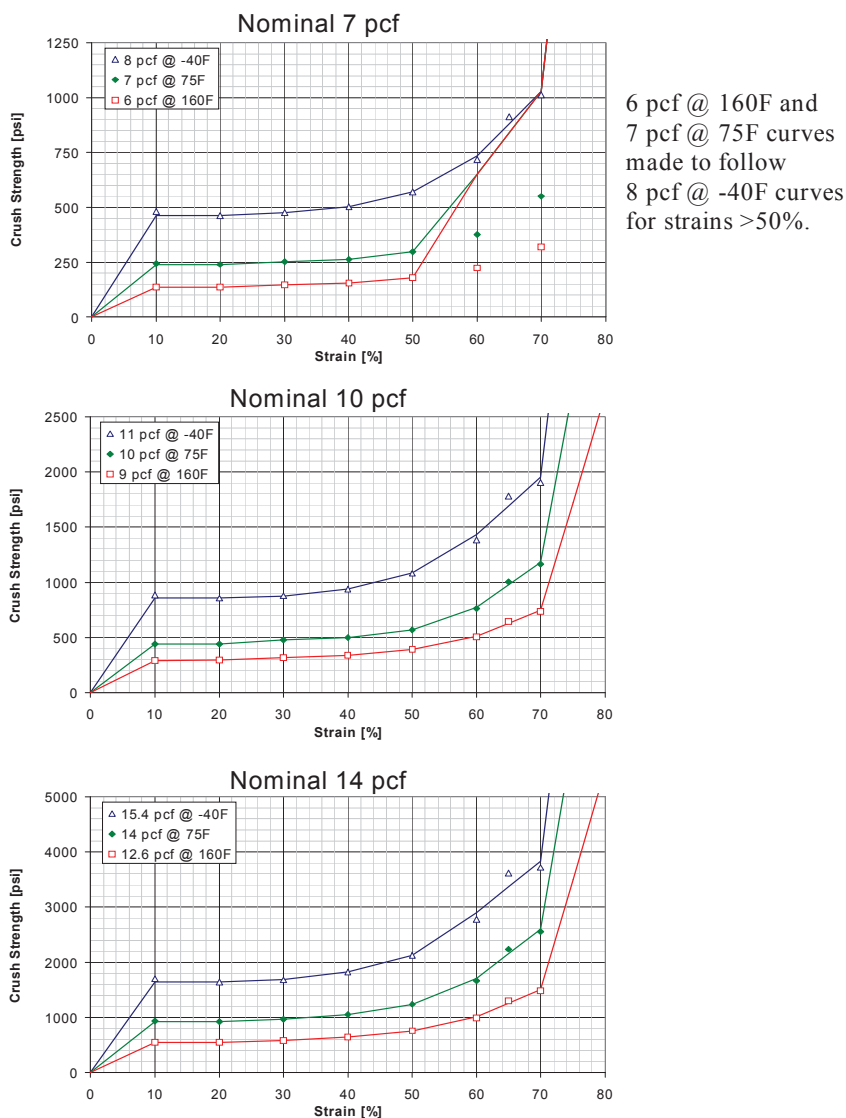 Nominal 7 pcf
1250
1000
750
500
250
0
Crush Strength [psi]
8 pcf @ -40F
7 pcf @ 75F
6 pcf @ 160F
0 10 20 30 40 50 60 70 80
Strain [%]
6 pcf @ 160F and
7 pcf @ 75F curves
made to follow
8 pcf @ -40F curves
for strains >50%.
Nominal 10 pcf
2500
2000
1500
1000
500
0
Crush Strength [psi]
11 pcf @ -40F
10 pcf @ 75F
9 pcf @ 160F
0 10 20 30 40 50 60 70 80
Strain [%]
Nominal 14 pcf
5000
4000
3000
2000
1000
0
Crush Strength [psi]
15.4 pcf @ -40F
14 pcf @ 75F
12.6 pcf @ 160F
0 10 20 30 40 50 60 70 80
Strain [%]